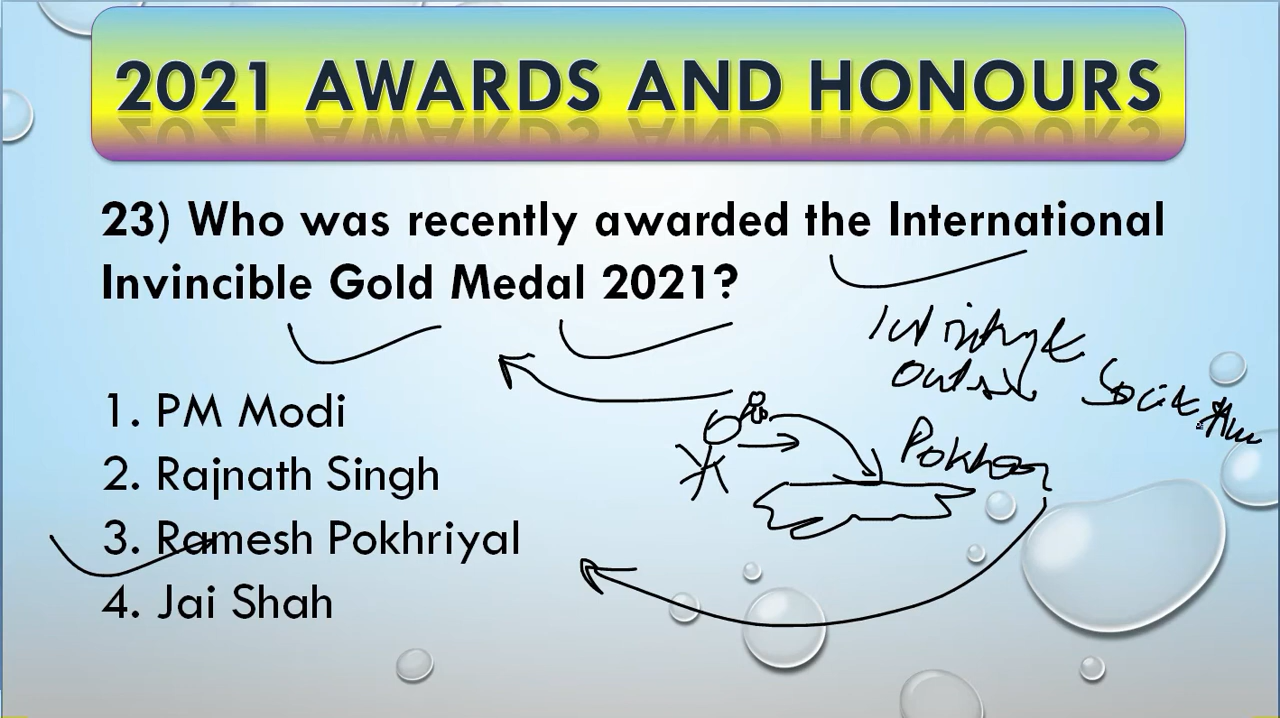 2021 AWARDS AND HONOURS
23) Who was recently awarded the International
Invincible Gold Medal 2021?
1. PM Modi
2. Rajnath Singh
3. Ramesh Pokhriyal
4. Jai Shah